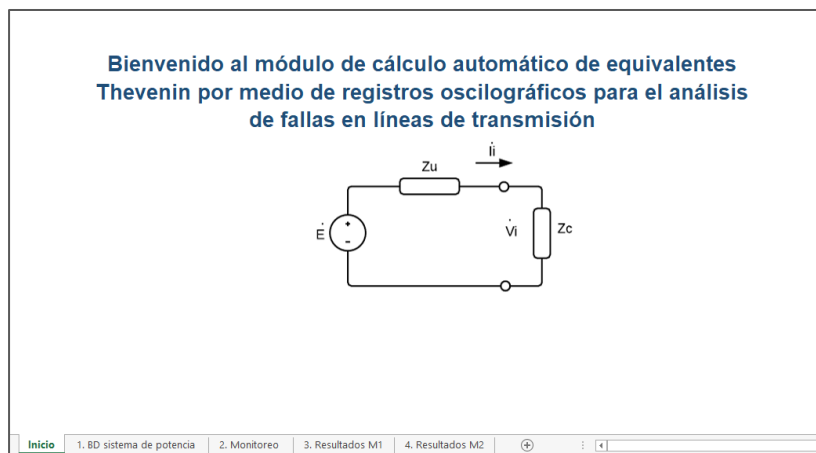 Bienvenido al módulo de cálculo automático de equivalentes
Thevenin por medio de registros oscilográficos para el análisis
de fallas en líneas de transmisión
Zu
İi
Ė
+
-
V̇i
Zc
Inicio 1. BD sistema de potencia 2. Monitoreo 3. Resultados M1 4. Resultados M2